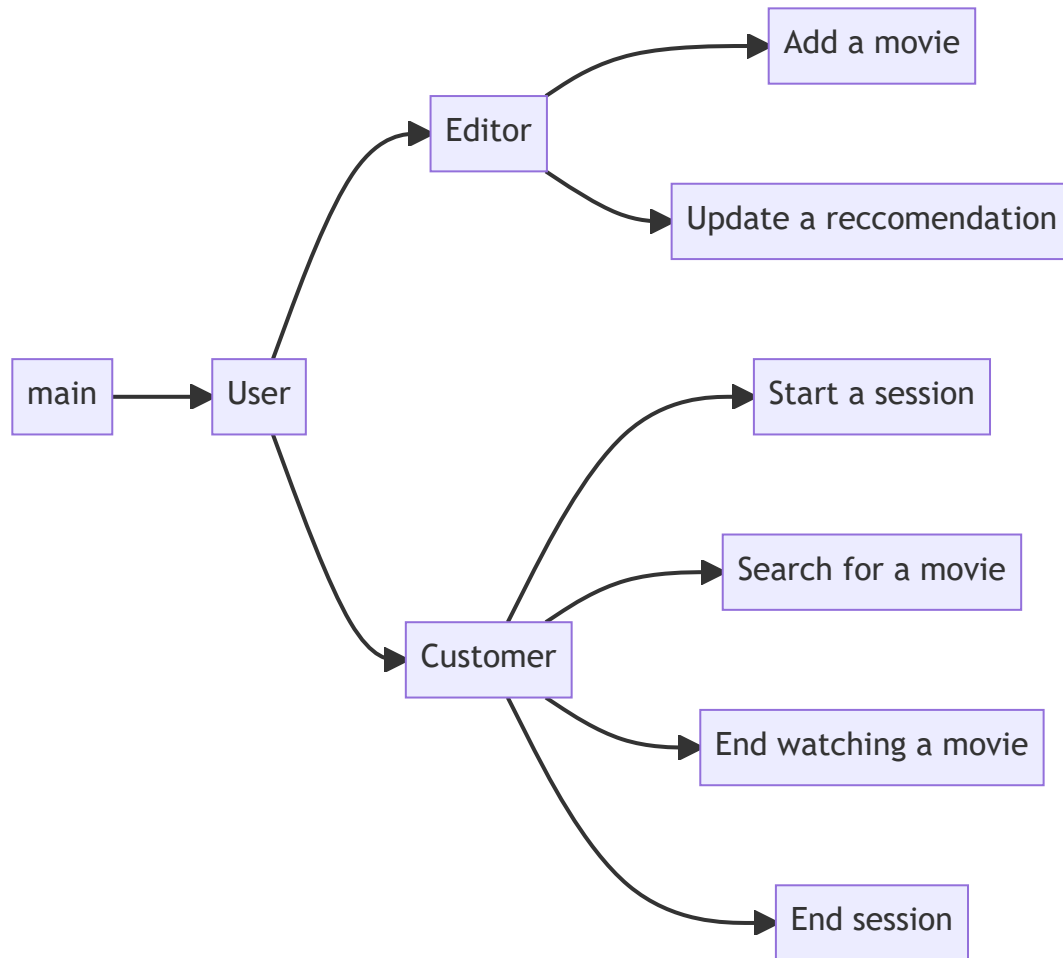 main
User
Editor
Add a movie
Update a reccomendation
Customer
Start a session
Search for a movie
End watching a movie
End session